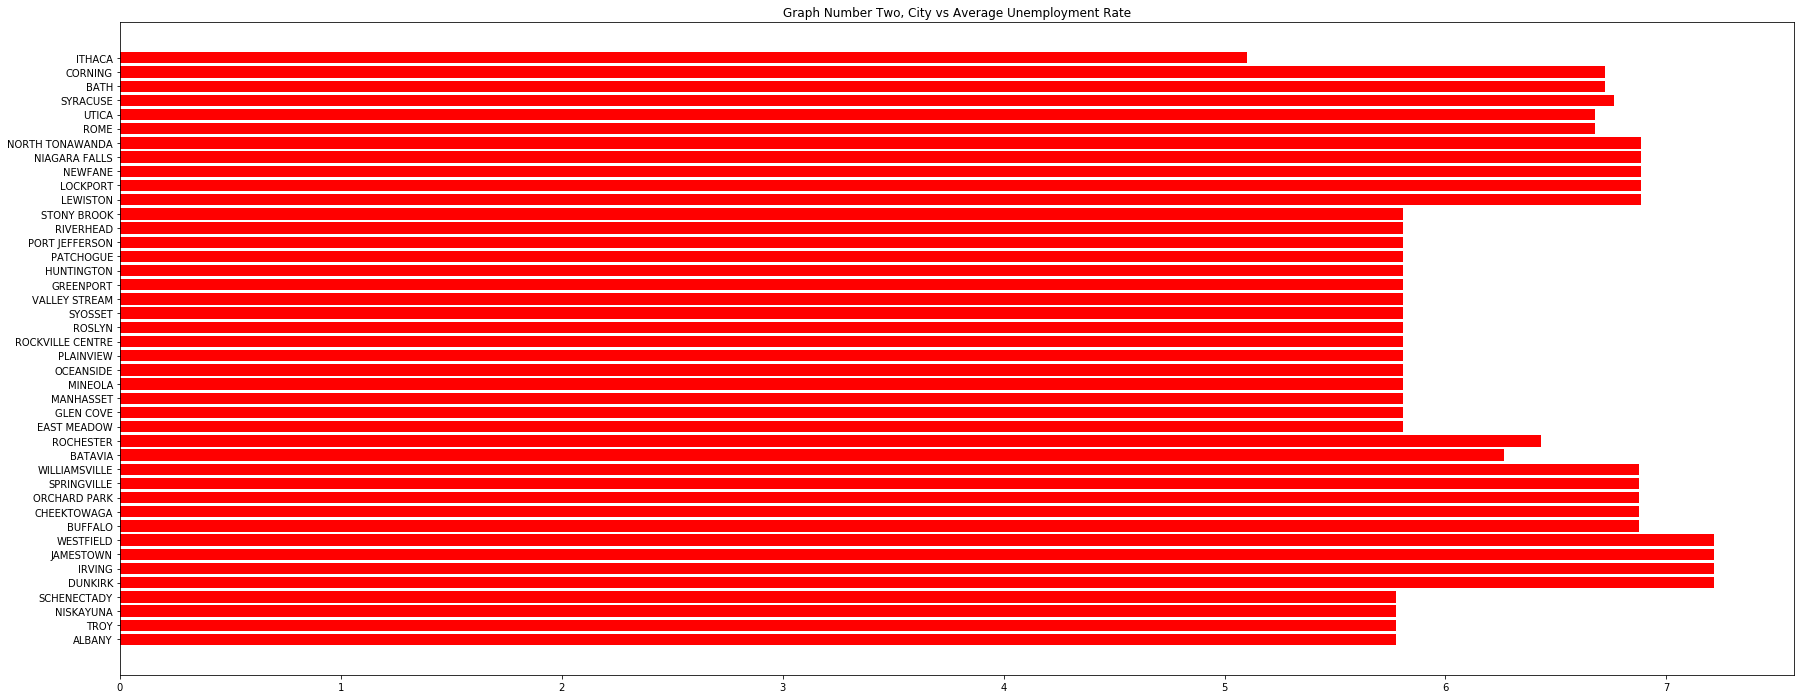 Graph Number Two, City vs Average Unemployment Rate
ITHACA
CORNING
BATH
SYRACUSE
UTICA
ROME
NORTH TONAWANDA
NIAGARA FALLS
NEWFANE
LOCKPORT
LEWISTON
STONY BROOK
RIVERHEAD
PORT JEFFERSON
PATCHOGUE
HUNTINGTON
GREENPORT
VALLEY STREAM
SYOSSET
ROSLYN
ROCKVILLE CENTRE
PLAINVIEW
OCEANSIDE
MINEOLA
MANHASSET
GLEN COVE
EAST MEADOW
ROCHESTER
BATAVIA
WILLIAMSVILLE
SPRINGVILLE
ORCHARD PARK
CHEEKTOWAGA
BUFFALO
WESTFIELD
JAMESTOWN
IRVING
DUNKIRK
SCHENECTADY
NISKAYUNA
TROY
ALBANY
0 1 2 3 4 5 6 7